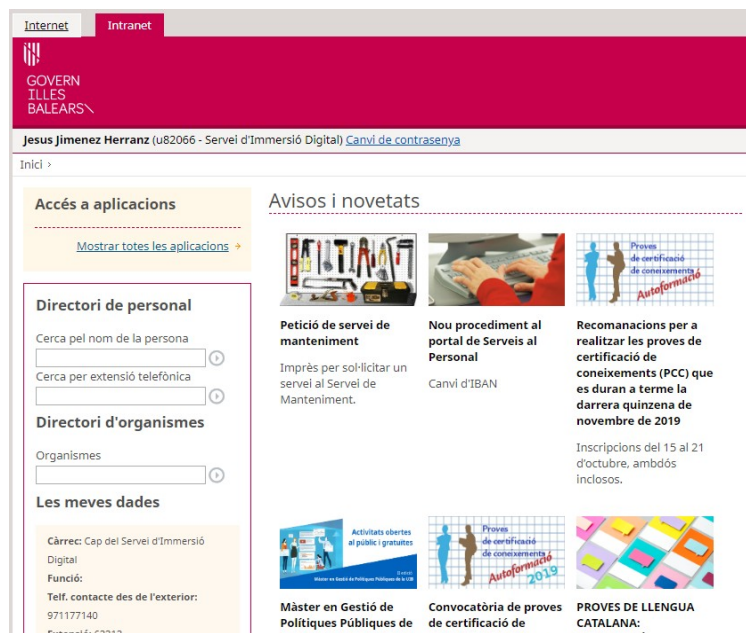 Internet
Intranet
GOVERN
ILLES
BALEARS
Jesus Jimenez Herranz (u82066 - Servei d'Immersió Digital) Canvi de contrasenya
Inici ›
Accés a aplicacions
Mostrar totes les aplicacions
Directori de personal
Cerca pel nom de la persona
Cerca per extensió telefònica
Directori d'organismes
Organismes
Les meves dades
Càrrec: Cap del Servei d'Immersió
Digital
Funció:
Telf. contacte des de l'exterior:
971177140
Avisos i novetats
Petició de servei de
manteniment
Imprès per sol·licitar un
servei al Servei de
Manteniment.
Nou procediment al
portal de Serveis al
Personal
Canvi d'IBAN
Proves
de certificació
de coneixements
Autoformació
Recomanacions per a
realitzar les proves de
certificació de
coneixements (PCC) que
es duran a terme la
darrera quinzena de
novembre de 2019
Inscripcions del 15 al 21
d'octubre, ambdós
inclosos.
Activitats obertes
al públic i gratuïtes
Màster en Gestió de Polítiques Públiques de la UIB
Màster en Gestió de
Polítiques Públiques de
Proves
de certificació
de coneixements
Autoformació
2019
Convocatòria de proves
de certificació de
PROVES DE LLENGUA
CATALANA: